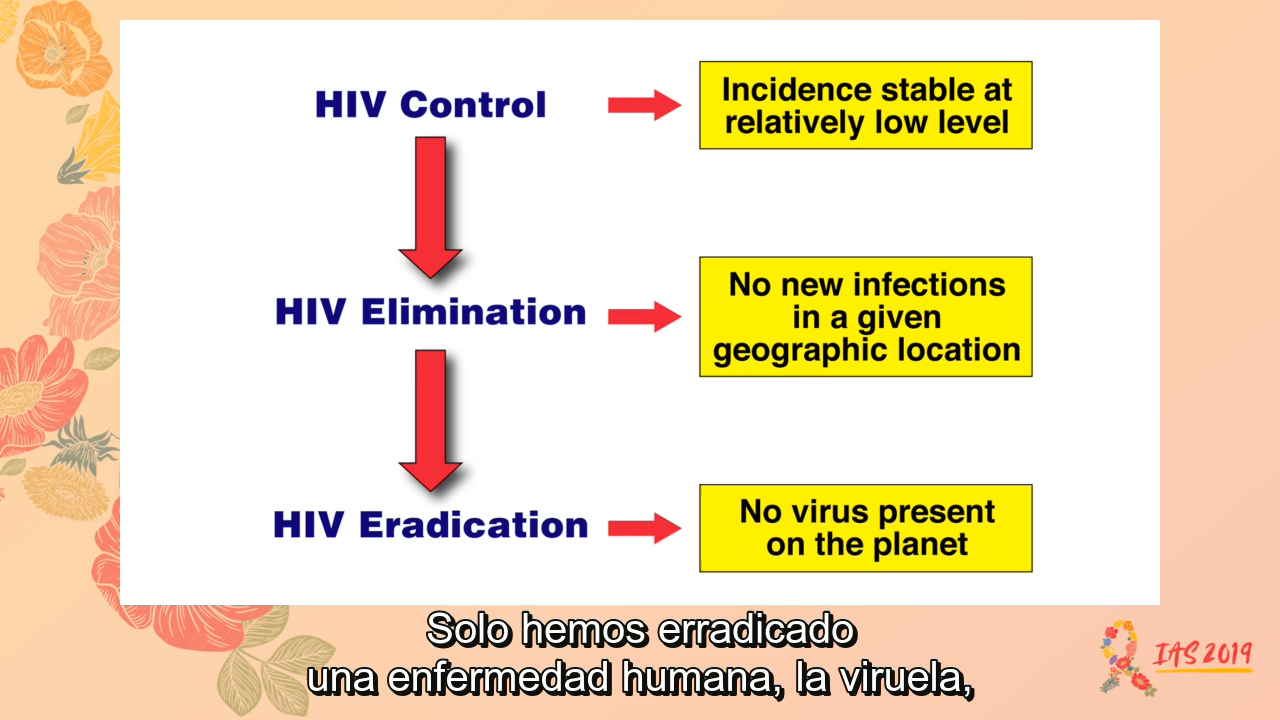 HIV Control
Incidence stable at
relatively low level
HIV Elimination
No new infections
in a given
geographic location
HIV Eradication
No virus present
on the planet
Solo hemos erradicado
una enfermedad humana, la viruela,
IAS 2019